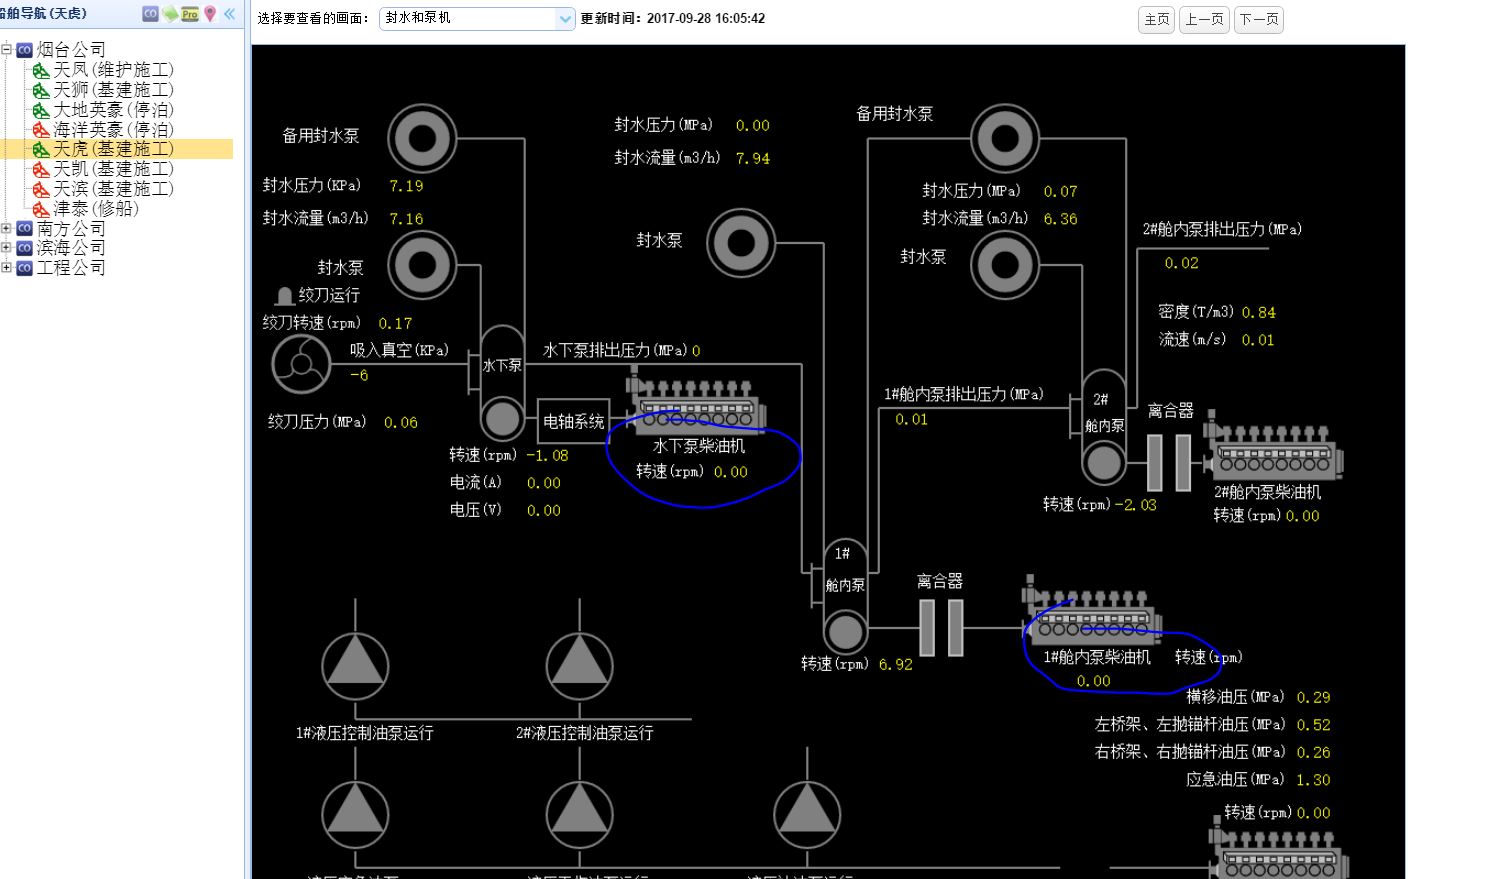 船舶导航(天虎)
CO
Pro
选择要查看的画面:
封水和泵机
更新时间:2017-09-28 16:05:42
主页
上一页
下一页
CO 烟台公司
天凤(维护施工)
天狮(基建施工)
大地英豪(停泊)
海洋英豪(停泊)
天虎(基建施工)
天凯(基建施工)
天滨(基建施工)
津泰(修船)
CO 南方公司
CO 滨海公司
CO 工程公司
备用封水泵
封水压力(KPa) 7.19
封水流量(m3/h) 7.16
封水泵
绞刀运行
绞刀转速(rpm) 0.17
吸入真空(KPa)
-6
绞刀压力(MPa) 0.06
水下泵
水下泵排出压力(MPa) 0
电轴系统
转速(rpm) -1.08
电流(A) 0.00
电压(V) 0.00
水下泵柴油机
转速(rpm) 0.00
封水压力(MPa) 0.00
封水流量(m3/h) 7.94
封水泵
备用封水泵
封水压力(MPa) 0.07
封水流量(m3/h) 6.36
封水泵
2#舱内泵排出压力(MPa)
0.02
密度(T/m3) 0.84
流速(m/s) 0.01
1#舱内泵排出压力(MPa)
0.01
2#
舱内泵
离合器
转速(rpm) -2.03
2#舱内泵柴油机
转速(rpm) 0.00
1#
舱内泵
离合器
转速(rpm) 6.92
1#舱内泵柴油机 转速(rpm)
0.00
横移油压(MPa) 0.29
左桥架、左抛锚杆油压(MPa) 0.52
右桥架、右抛锚杆油压(MPa) 0.26
应急油压(MPa) 1.30
转速(rpm) 0.00
1#液压控制油泵运行
2#液压控制油泵运行